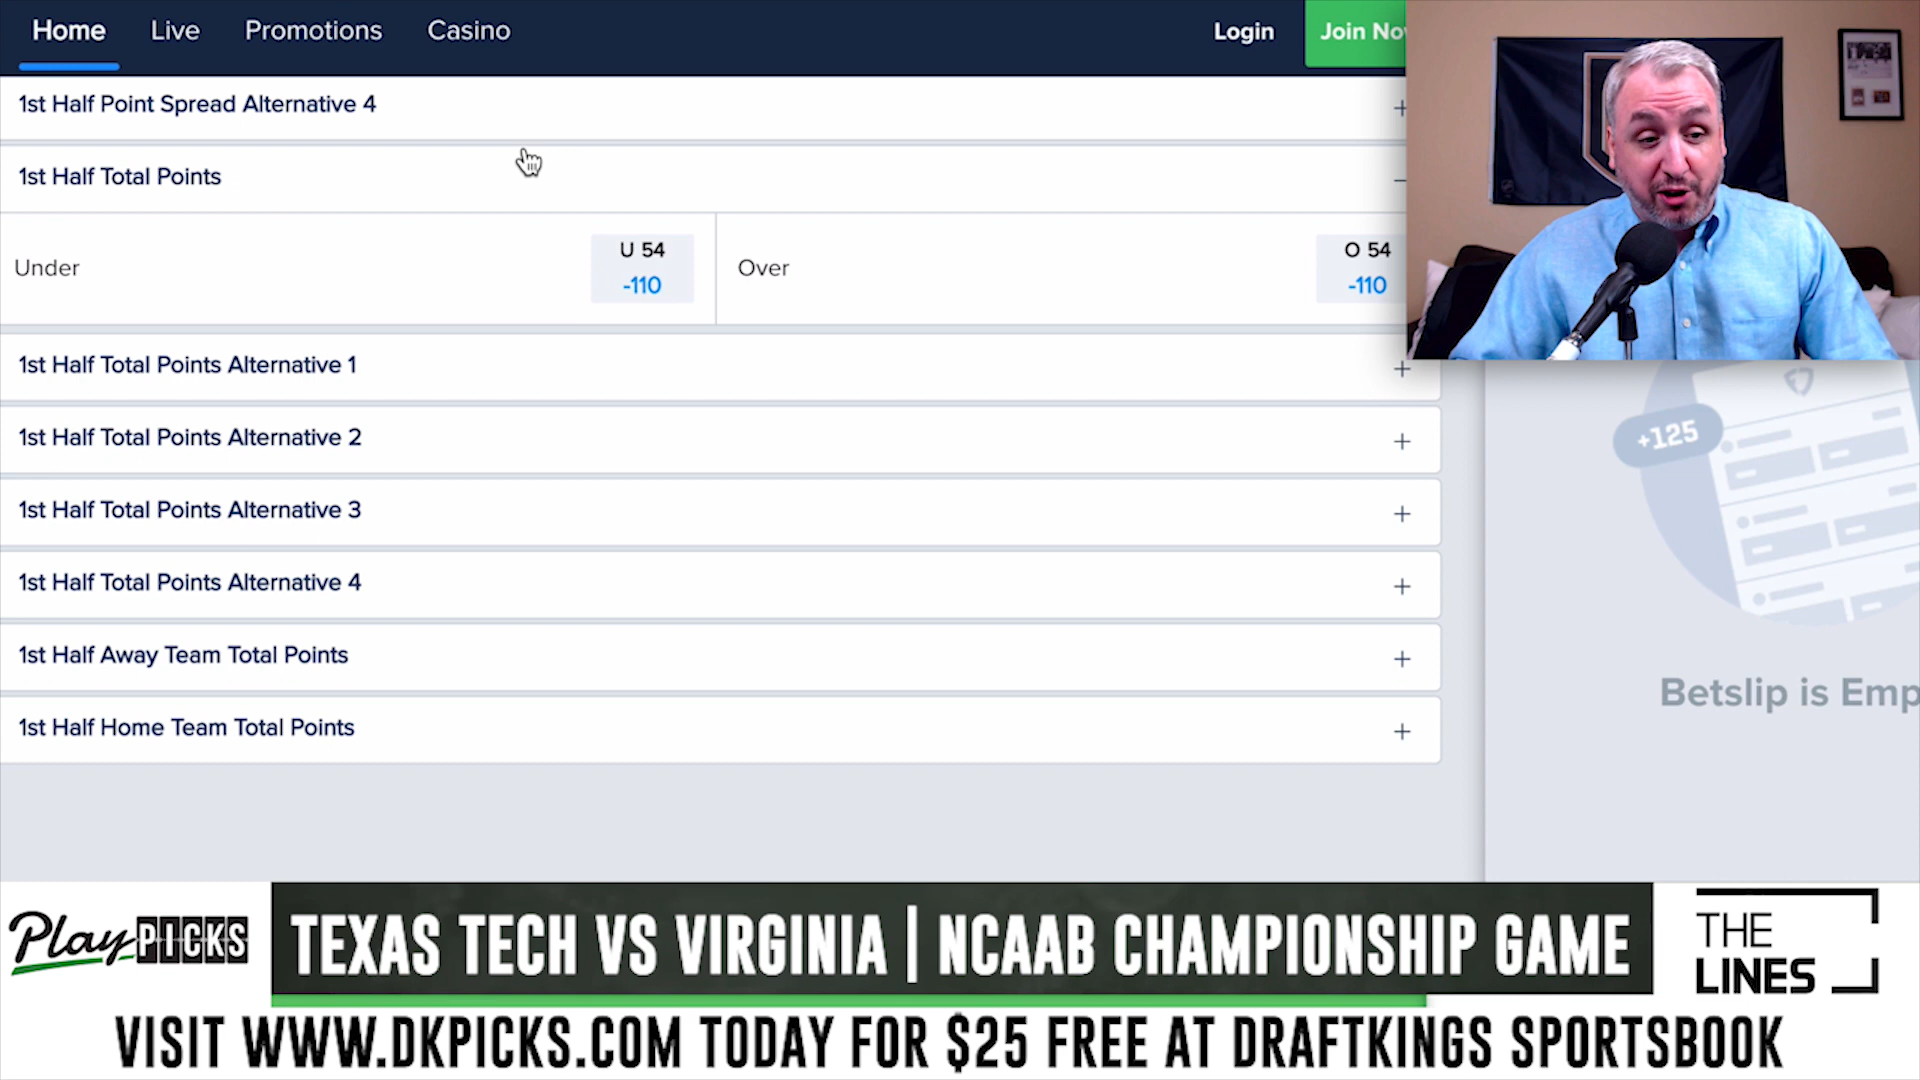 Home Live Promotions Casino Login Join No
1st Half Point Spread Alternative 4
1st Half Total Points
Under U 54 -110 Over O 54 -110
1st Half Total Points Alternative 1
1st Half Total Points Alternative 2
1st Half Total Points Alternative 3
1st Half Total Points Alternative 4
1st Half Away Team Total Points
1st Half Home Team Total Points
+125
Betslip is Emp
PlayPICKS
TEXAS TECH VS VIRGINIA | NCAAB CHAMPIONSHIP GAME
THE
LINES
VISIT WWW.DKPICKS.COM TODAY FOR $25 FREE AT DRAFTKINGS SPORTSBOOK